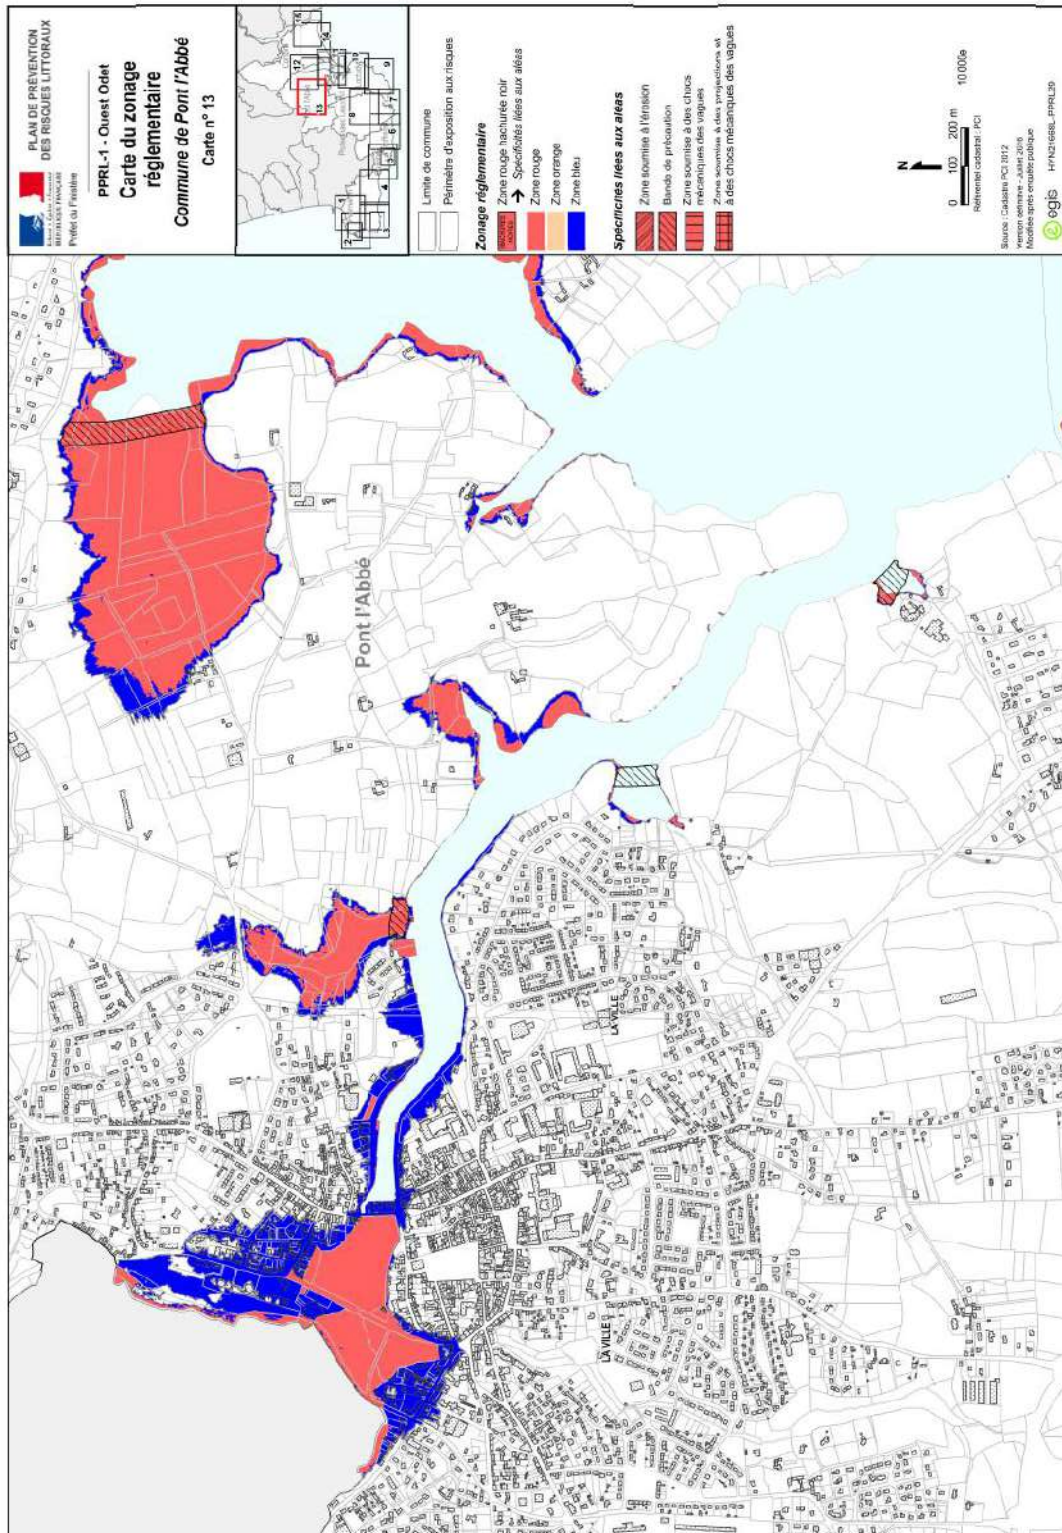 PLAN DE PRÉVENTION
DES RISQUES LITTORAUX
RÉPUBLIQUE FRANÇAISE
Préfet du Finistère
PPRL-1 - Ouest Odet
Carte du zonage
réglementaire
Commune de Pont l'Abbé
Carte n° 13
Limite de commune
Périmètre d'exposition aux risques
Zonage réglementaire
Zone rouge hachurée noir
→ Spécificités liées aux aléas
Zone rouge
Zone orange
Zone bleu
Spécificités liées aux aléas
Zone soumise à l'érosion
Bande de précaution
Zone soumise à des chocs
mécaniques des vagues
Zone soumise à des projections et
à des chocs mécaniques des vagues
N
0 100 200 m
10 000e
Référentiel cadastral : PCI
Source : Cadastre PCI 2012
Version définitive - Juillet 2016
Modifiée après enquête publique
egis
HYN21668L-PPRL29
Pont l'Abbé
LA VILLE
LA VILLE